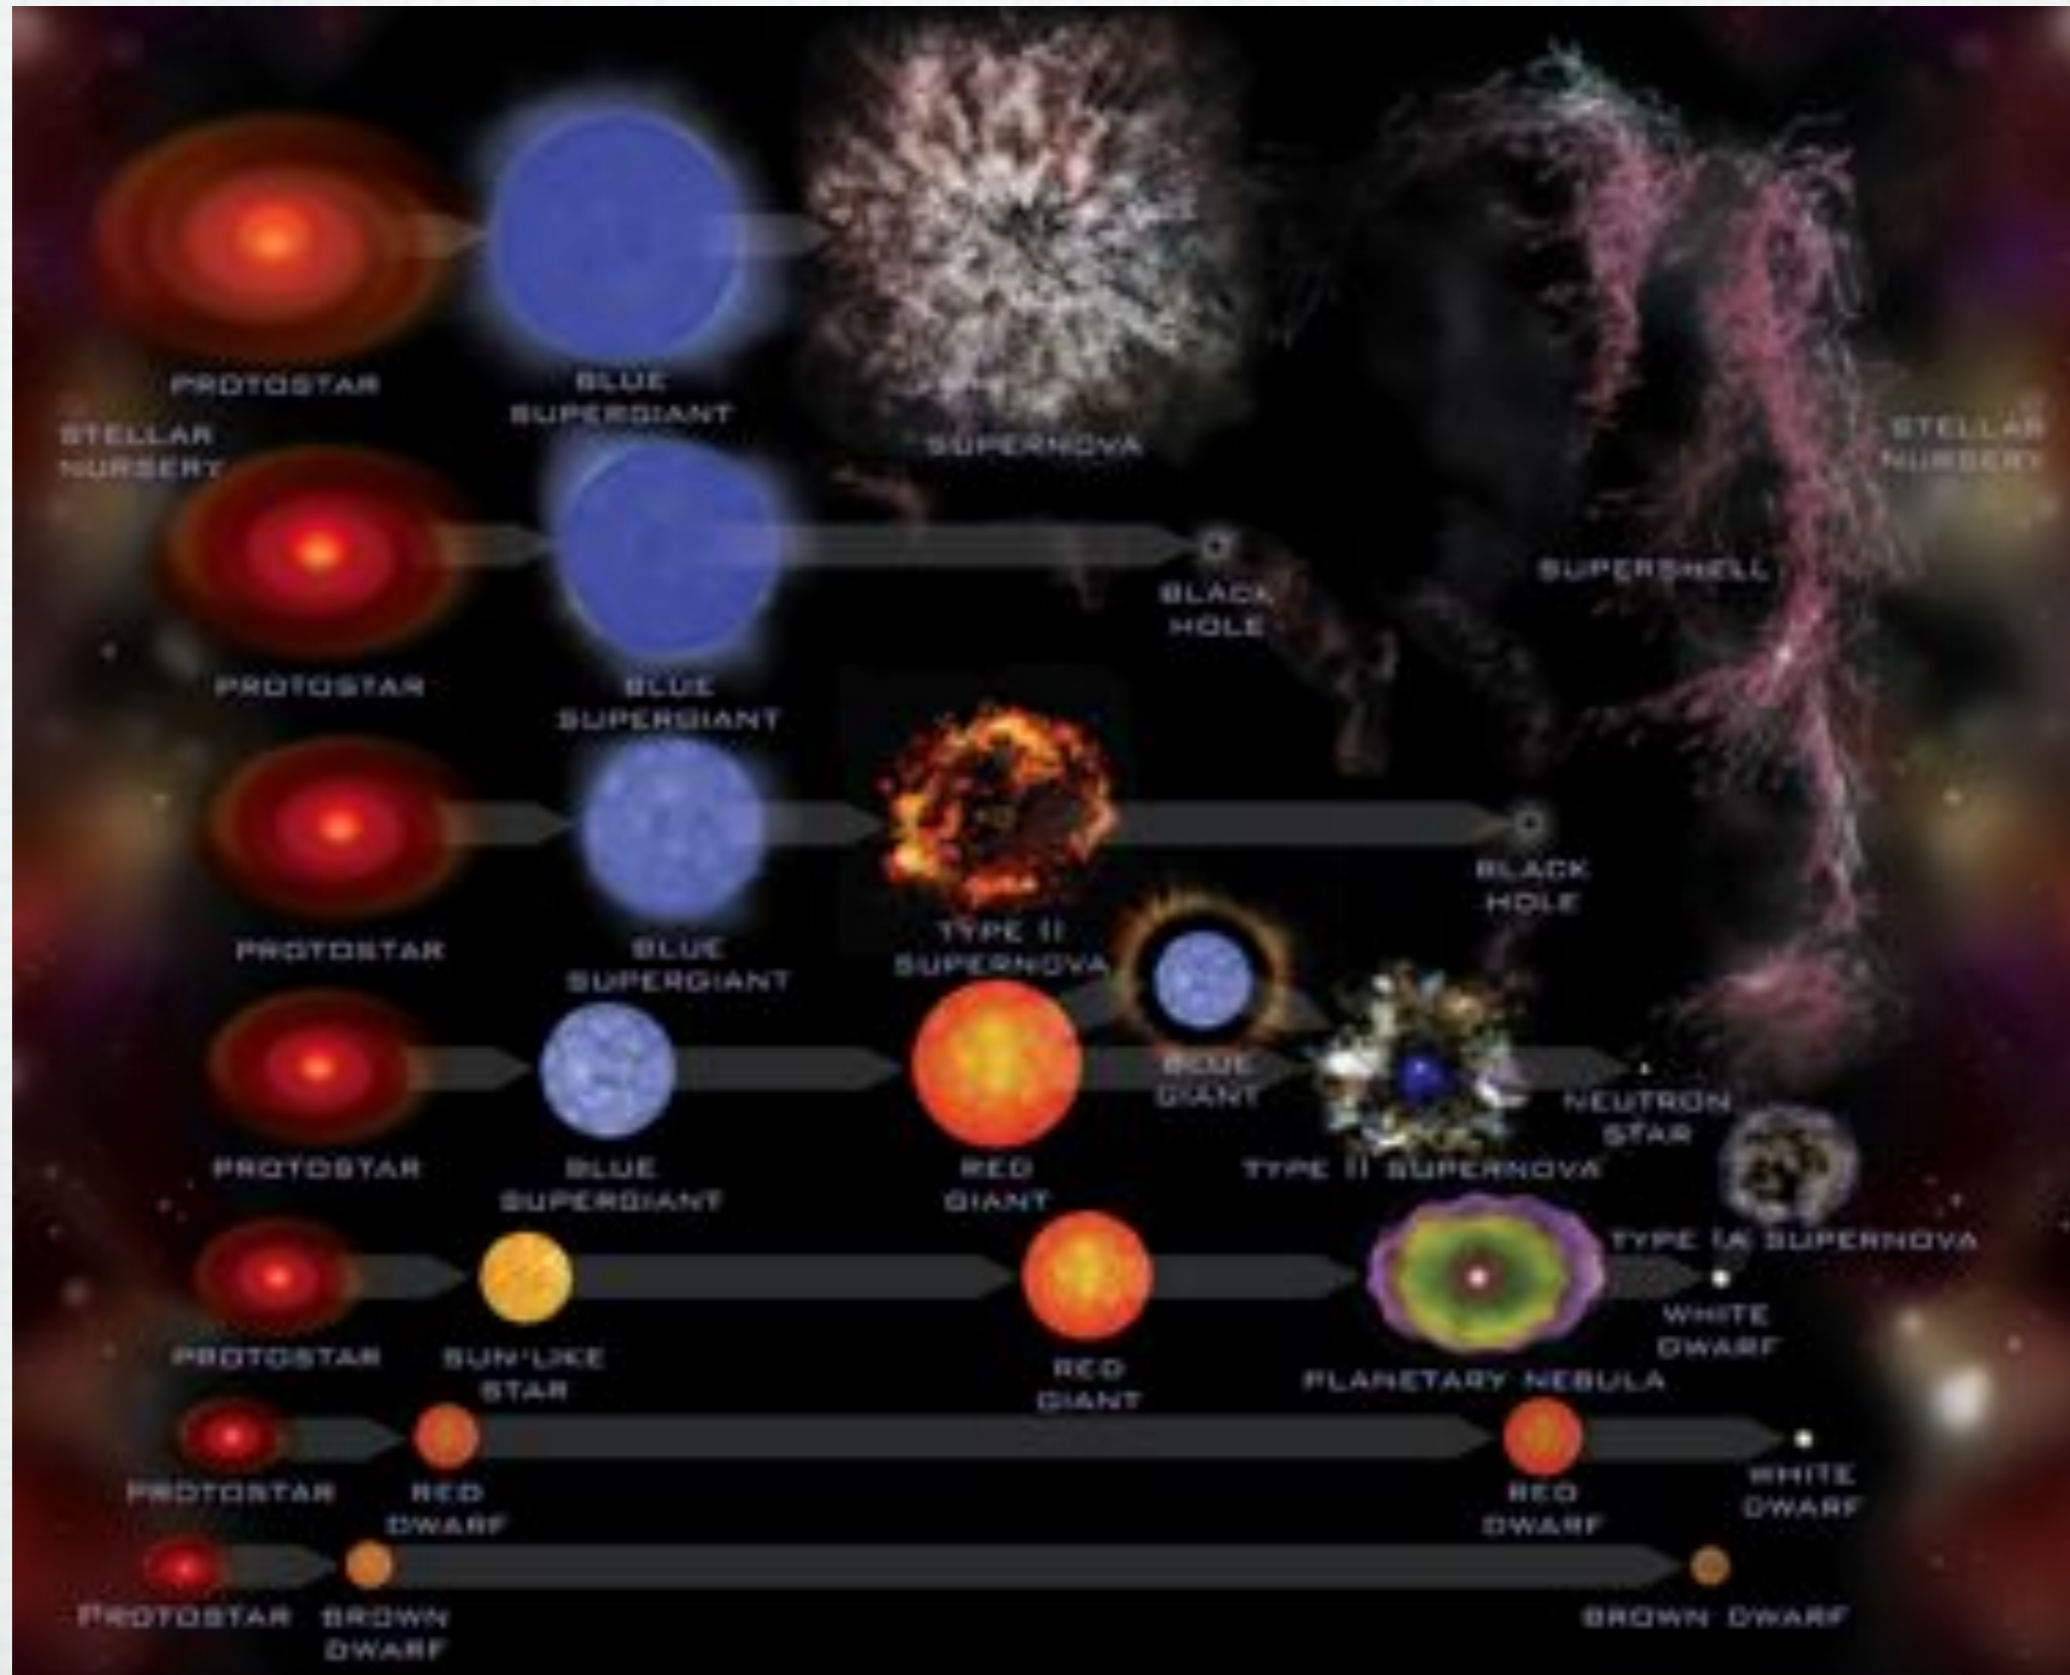 PROTOSTAR
BLUE
SUPERGIANT
SUPERNOVA
STELLAR
NURSERY
STELLAR
NURSERY
PROTOSTAR
BLUE
SUPERGIANT
BLACK
HOLE
SUPERSHELL
PROTOSTAR
BLUE
SUPERGIANT
TYPE II
SUPERNOVA
BLACK
HOLE
PROTOSTAR
BLUE
SUPERGIANT
RED
GIANT
BLUE
GIANT
TYPE II SUPERNOVA
NEUTRON
STAR
TYPE IA SUPERNOVA
PROTOSTAR
SUN-LIKE
STAR
RED
GIANT
PLANETARY NEBULA
WHITE
DWARF
PROTOSTAR
RED
DWARF
RED
DWARF
WHITE
DWARF
PROTOSTAR
BROWN
DWARF
BROWN DWARF